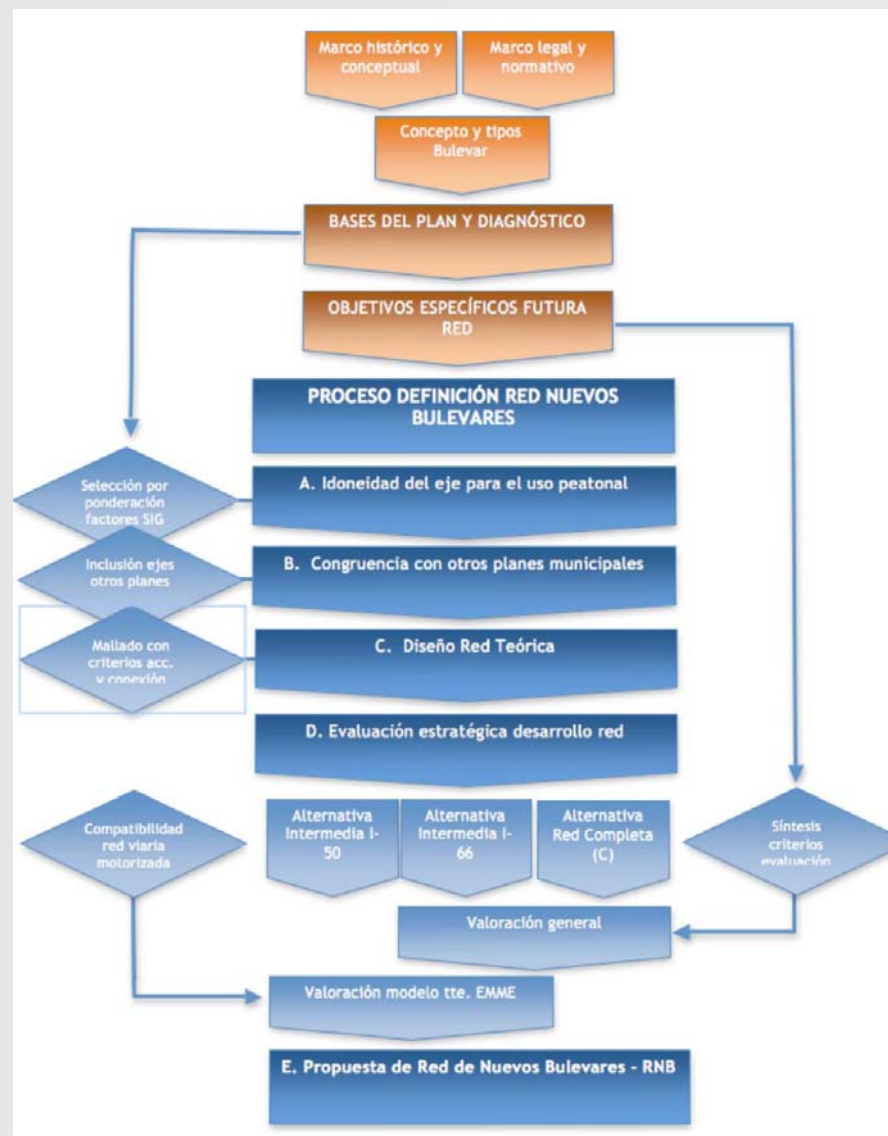 Marco histórico y
conceptual
Marco legal y
normativo
Concepto y tipos
Bulevar
BASES DEL PLAN Y DIAGNÓSTICO
OBJETIVOS ESPECÍFICOS FUTURA
RED
PROCESO DEFINICIÓN RED NUEVOS
BULEVARES
Selección por
ponderación
factores SIG
A. Idoneidad del eje para el uso peatonal
Inclusión ejes
otros planes
B. Congruencia con otros planes municipales
Mallado con
criterios acc.
y conexión
C. Diseño Red Teórica
D. Evaluación estratégica desarrollo red
Compatibilidad
red viaria
motorizada
Alternativa
Intermedia I-
50
Alternativa
Intermedia I-
66
Alternativa
Red Completa
(C)
Síntesis
criterios
evaluación
Valoración general
Valoración modelo tte. EMME
E. Propuesta de Red de Nuevos Bulevares - RNB